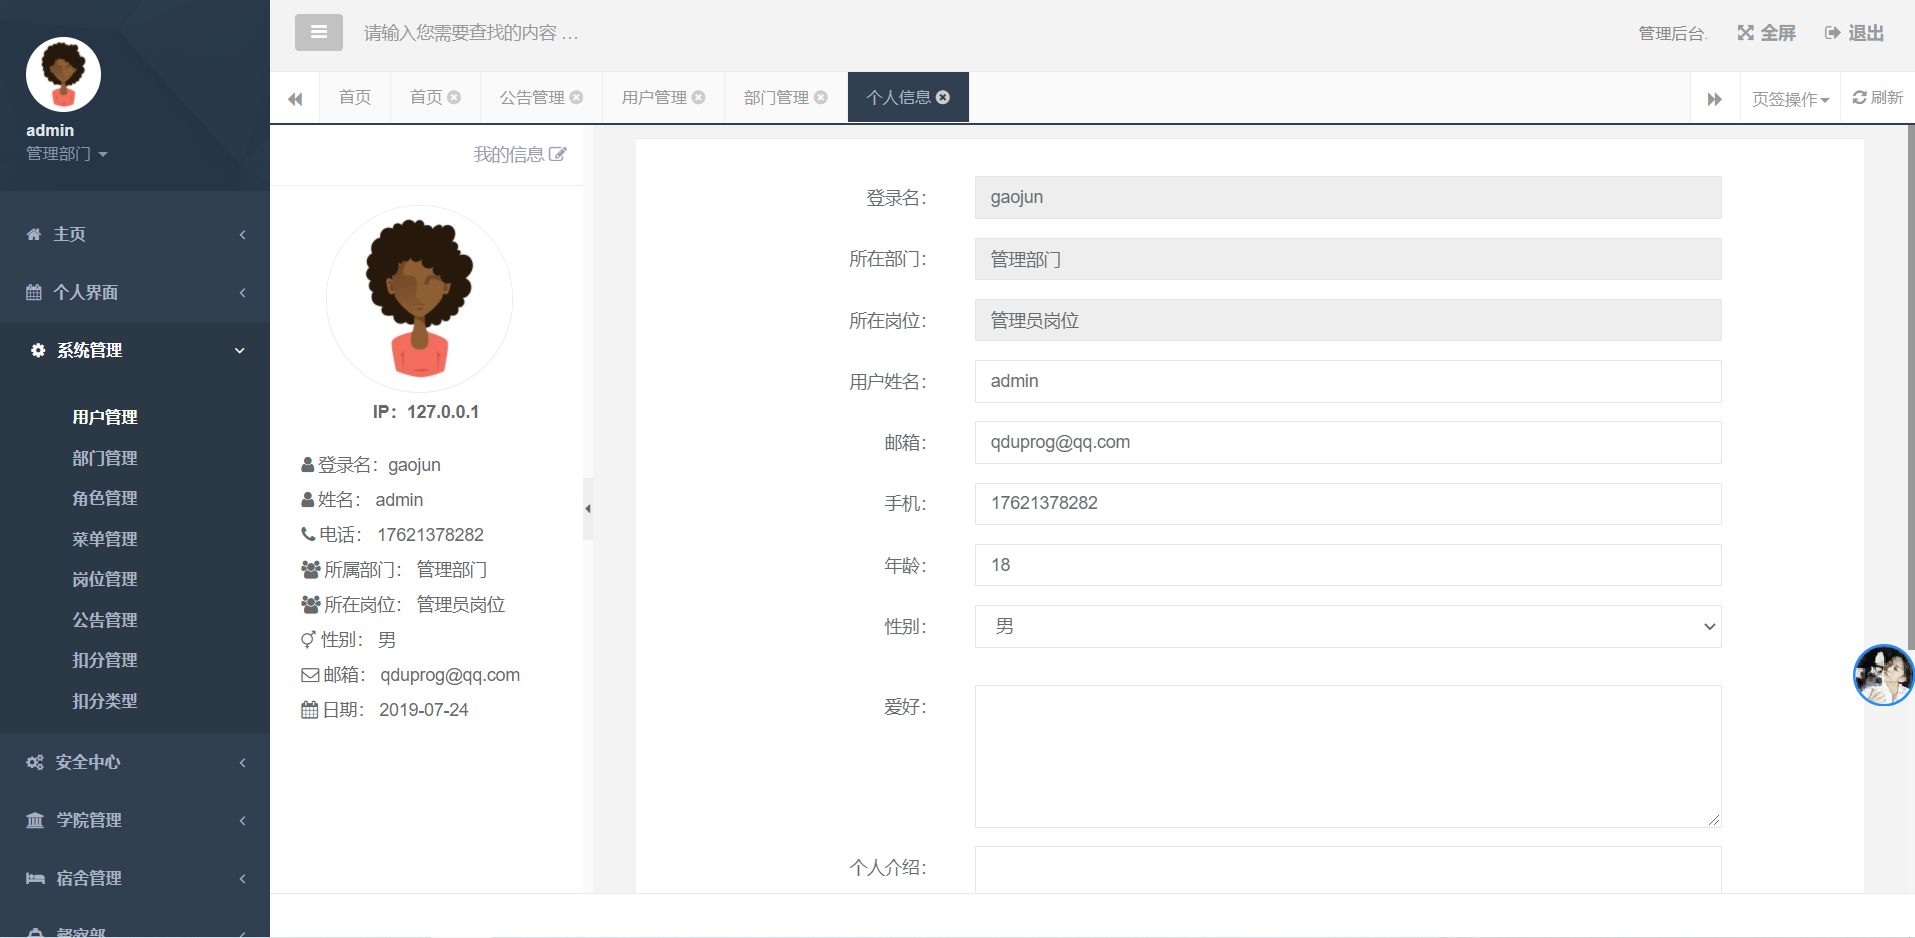 admin
管理部门
主页
个人界面
系统管理
用户管理
部门管理
角色管理
菜单管理
岗位管理
公告管理
扣分管理
扣分类型
安全中心
学院管理
宿舍管理
督察部
请输入您需要查找的内容 …
管理后台.
全屏
退出
首页
首页
公告管理
用户管理
部门管理
个人信息
页签操作
刷新
我的信息
IP：127.0.0.1
登录名：gaojun
姓名： admin
电话： 17621378282
所属部门： 管理部门
所在岗位： 管理员岗位
性别： 男
邮箱： qduprog@qq.com
日期： 2019-07-24
登录名： gaojun
所在部门： 管理部门
所在岗位： 管理员岗位
用户姓名： admin
邮箱： qduprog@qq.com
手机： 17621378282
年龄： 18
性别： 男
爱好：
个人介绍：